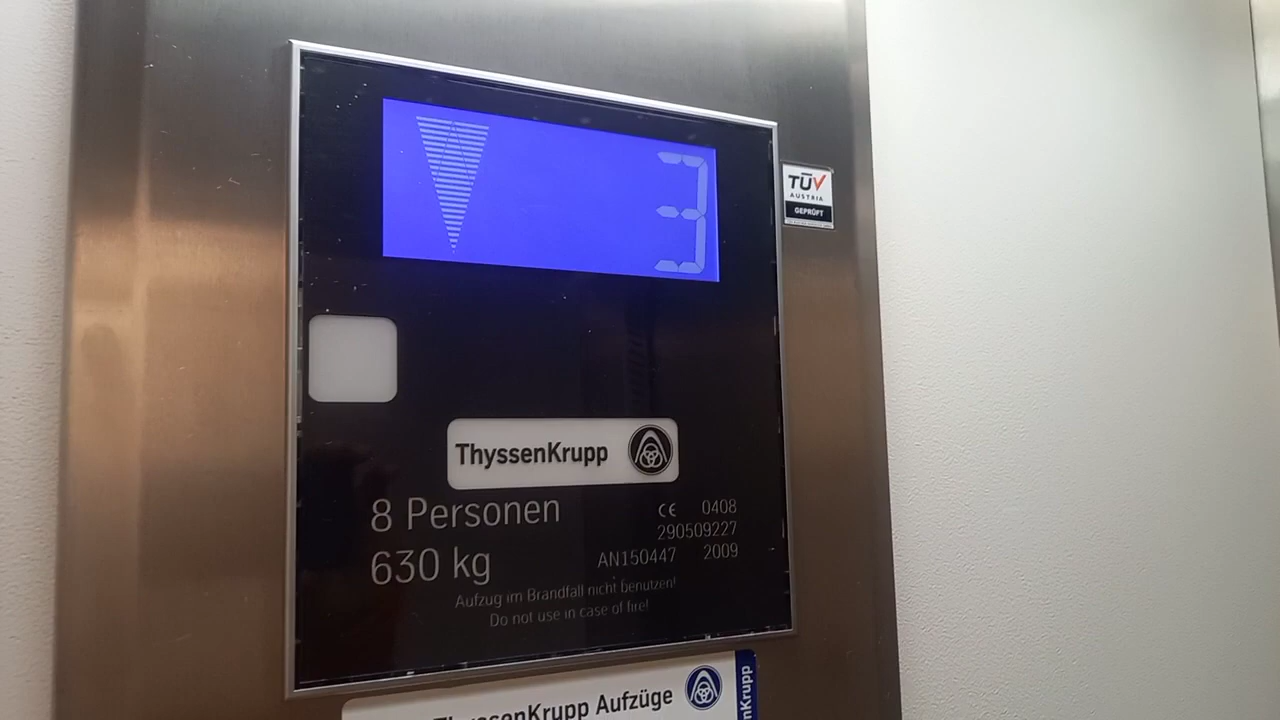 3
TÜV
AUSTRIA
GEPRÜFT
ThyssenKrupp
8 Personen
630 kg
CE 0408
290509227
AN150447 2009
Aufzug im Brandfall nicht benutzen!
Do not use in case of fire!
ThyssenKrupp Aufzüge
nKrupp